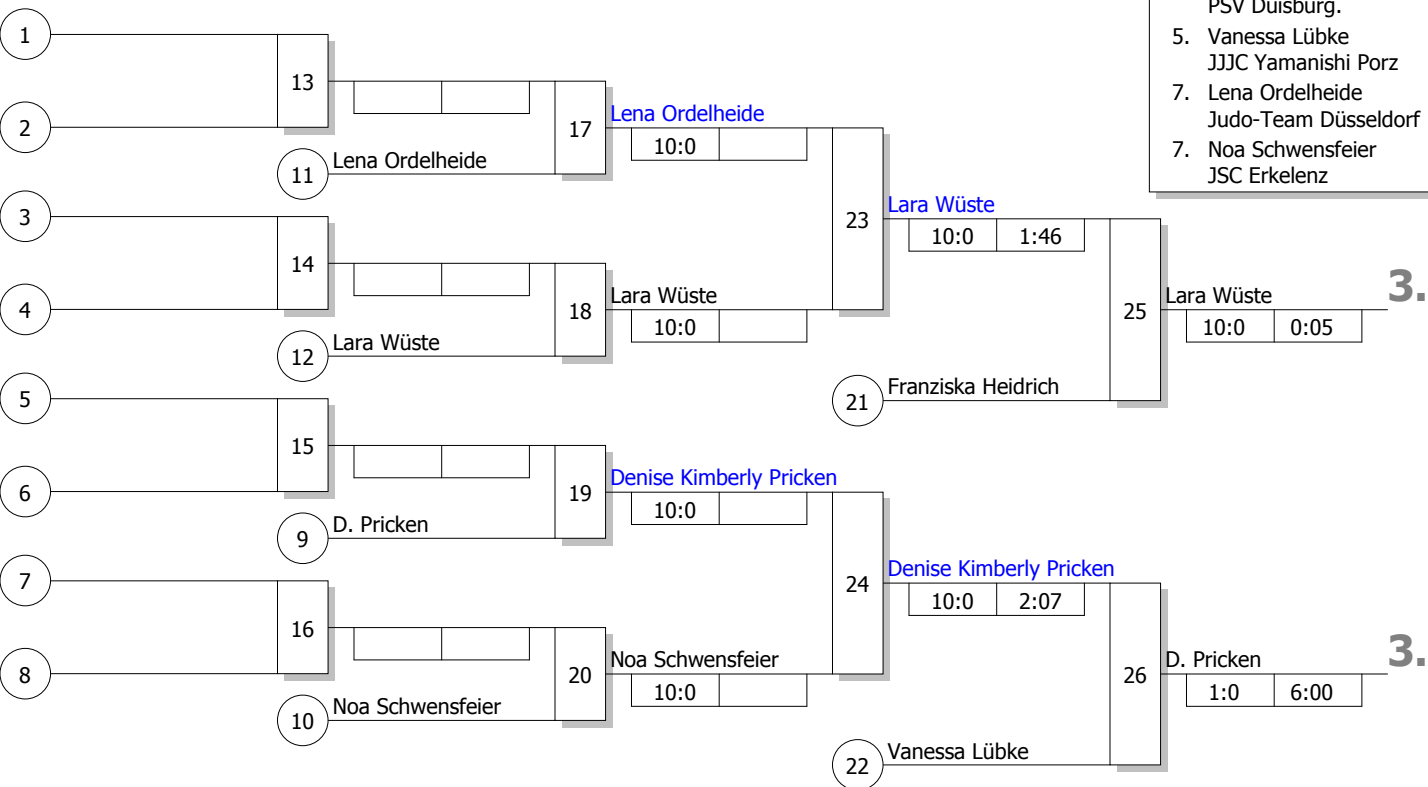 PSV Duisburg.
5. Vanessa Lübke
JJJC Yamanishi Porz
7. Lena Ordelheide
Judo-Team Düsseldorf
7. Noa Schwensfeier
JSC Erkelenz
1
13
2
17
Lena Ordelheide
10:0
11
Lena Ordelheide
3
23
Lara Wüste
10:0 1:46
14
4
18
Lara Wüste
10:0
25
Lara Wüste
3.
10:0 0:05
12
Lara Wüste
5
21
Franziska Heidrich
15
6
19
Denise Kimberly Pricken
10:0
9
D. Pricken
7
24
Denise Kimberly Pricken
10:0 2:07
16
8
20
Noa Schwensfeier
10:0
26
D. Pricken
3.
1:0 6:00
10
Noa Schwensfeier
22
Vanessa Lübke